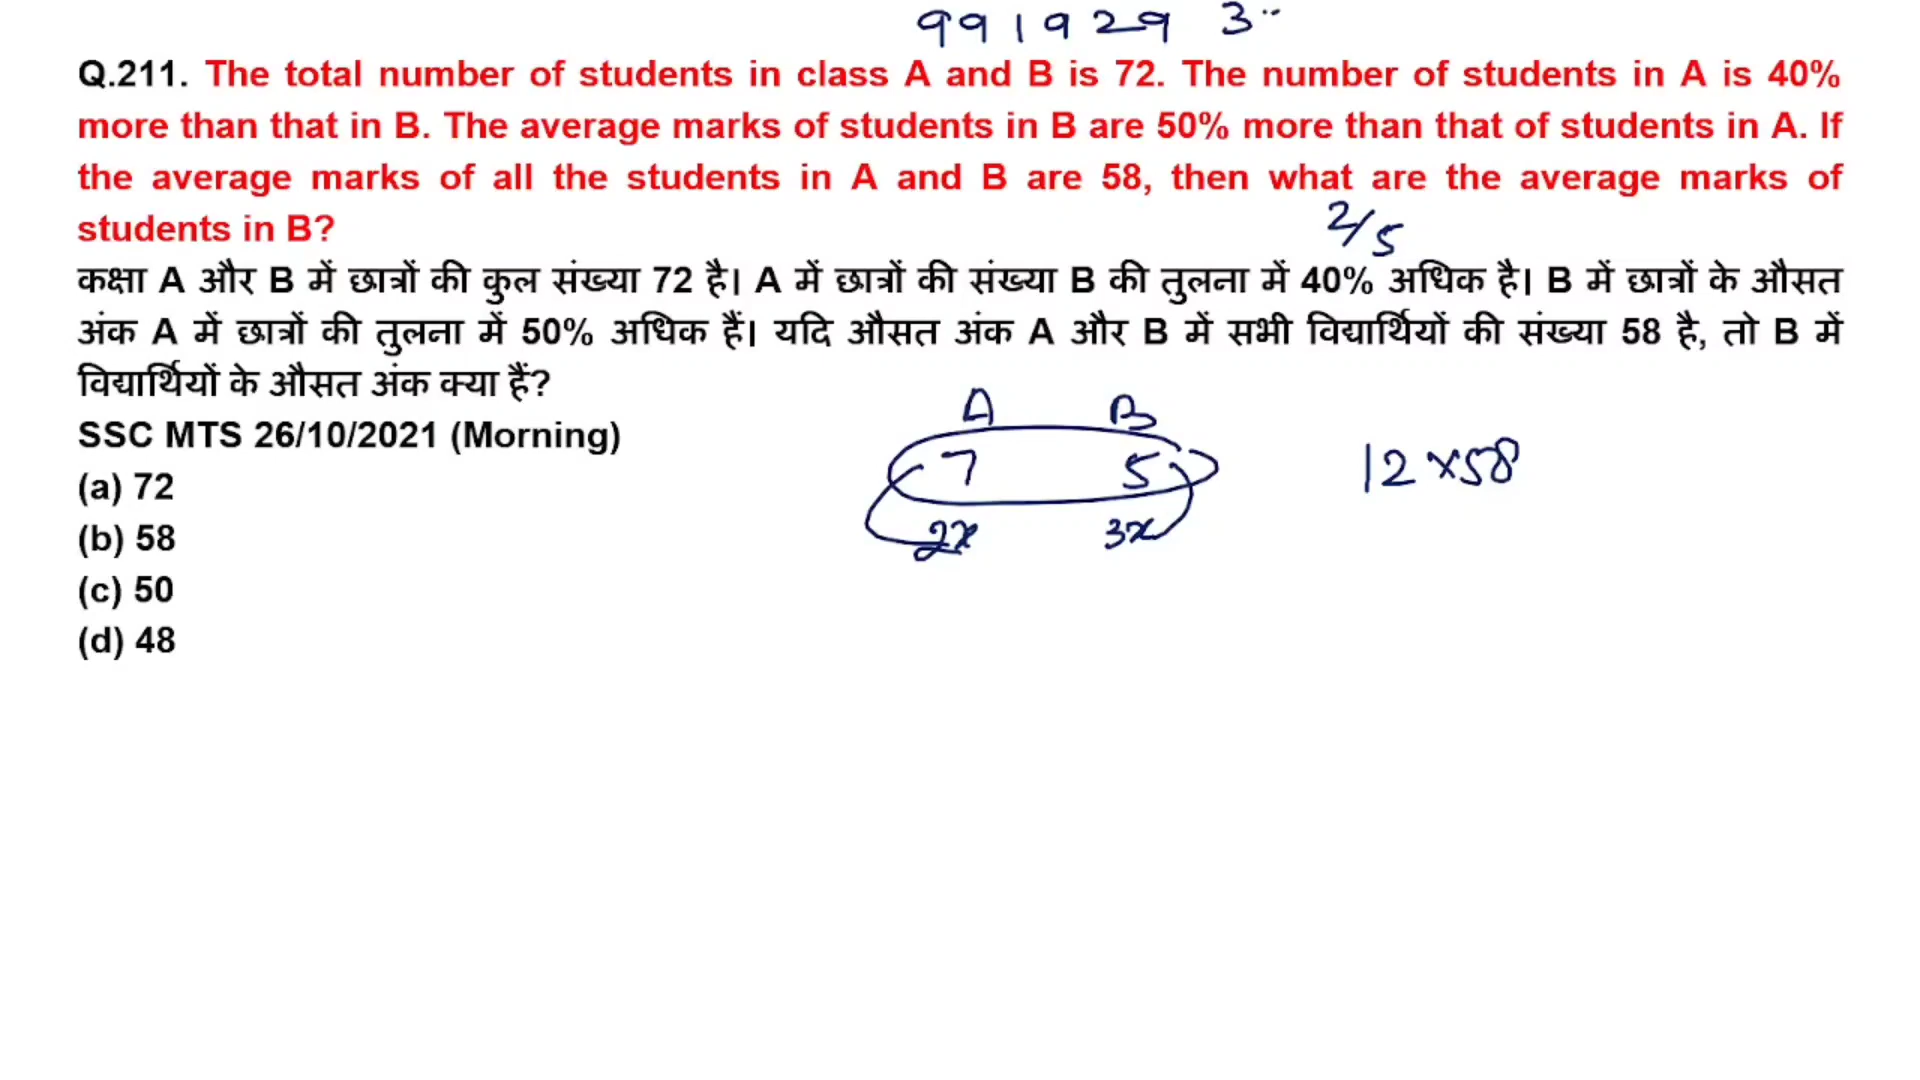 991929 3..
Q.211. The total number of students in class A and B is 72. The number of students in A is 40%
more than that in B. The average marks of students in B are 50% more than that of students in A. If
the average marks of all the students in A and B are 58, then what are the average marks of
students in B?
2/5
कक्षा A और B में छात्रों की कुल संख्या 72 है। A में छात्रों की संख्या B की तुलना में 40% अधिक है। B में छात्रों के औसत
अंक A में छात्रों की तुलना में 50% अधिक हैं। यदि औसत अंक A और B में सभी विद्यार्थियों की संख्या 58 है, तो B में
विद्यार्थियों के औसत अंक क्या हैं?
SSC MTS 26/10/2021 (Morning)
(a) 72
(b) 58
(c) 50
(d) 48
A B
7 5
2x 3x
12×58